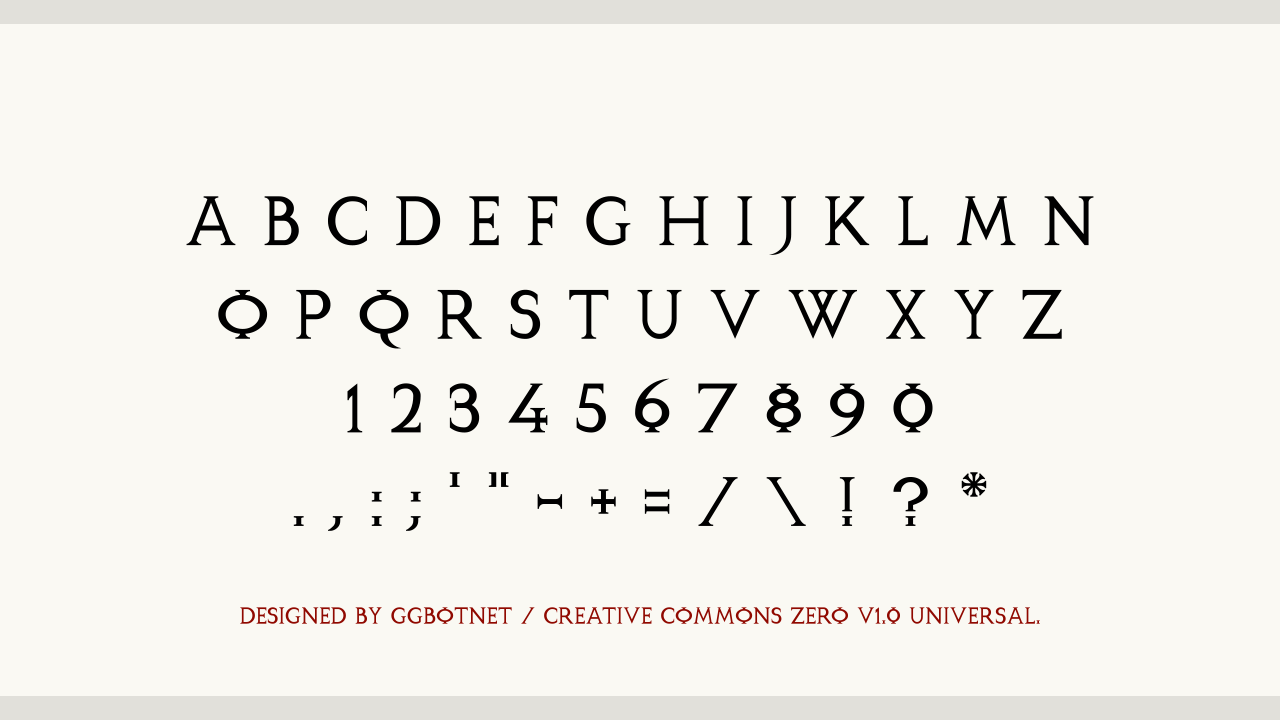 A B C D E F G H I J K L M N
O P Q R S T U V W X Y Z
1 2 3 4 5 6 7 8 9 0
. , : ; ' " - + = / \ ! ? *
DESIGNED BY GGBOTNET / CREATIVE COMMONS ZERO V1.0 UNIVERSAL.